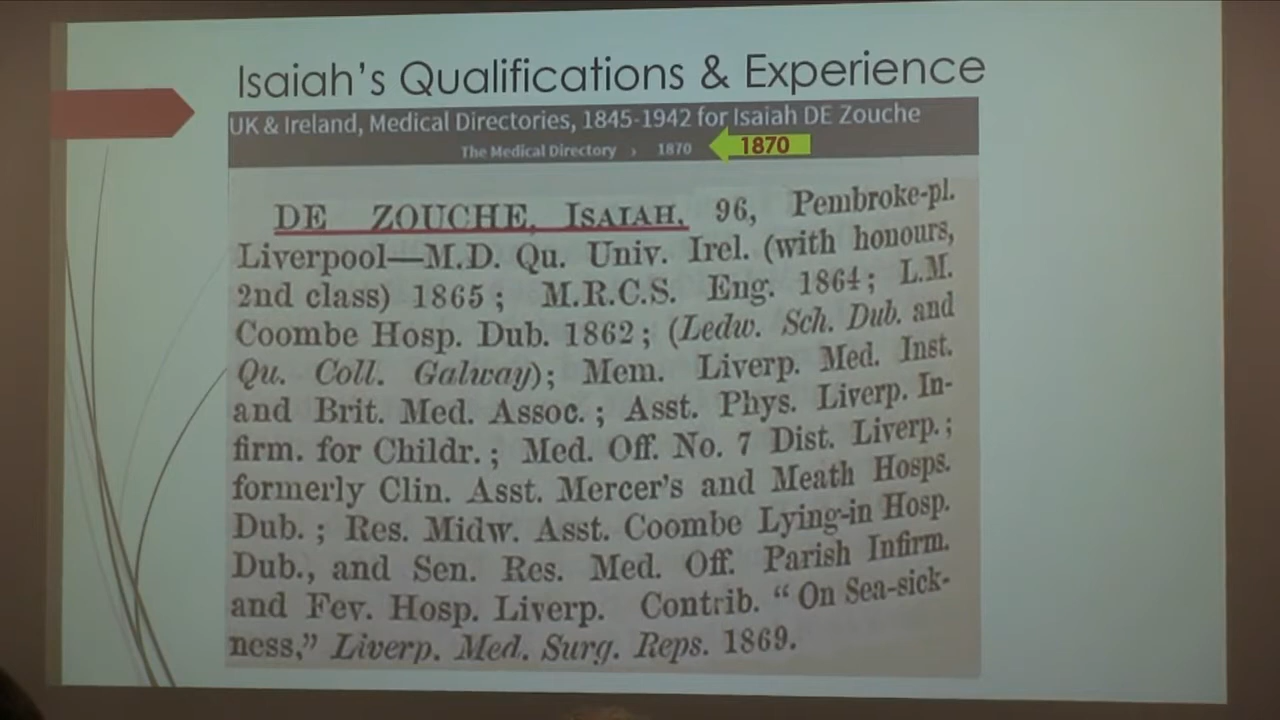 Isaiah's Qualifications & Experience
UK & Ireland, Medical Directories, 1845-1942 for Isaiah DE Zouche
The Medical Directory › 1870
1870
DE ZOUCHE, ISAIAH, 96, Pembroke-pl.
Liverpool—M.D. Qu. Univ. Irel. (with honours,
2nd class) 1865; M.R.C.S. Eng. 1864; L.M.
Coombe Hosp. Dub. 1862; (Ledw. Sch. Dub. and
Qu. Coll. Galway); Mem. Liverp. Med. Inst.
and Brit. Med. Assoc.; Asst. Phys. Liverp. In-
firm. for Childr.; Med. Off. No. 7 Dist. Liverp.;
formerly Clin. Asst. Mercer's and Meath Hosps.
Dub.; Res. Midw. Asst. Coombe Lying-in Hosp.
Dub., and Sen. Res. Med. Off. Parish Infirm.
and Fev. Hosp. Liverp. Contrib. "On Sea-sick-
ness," Liverp. Med. Surg. Reps. 1869.